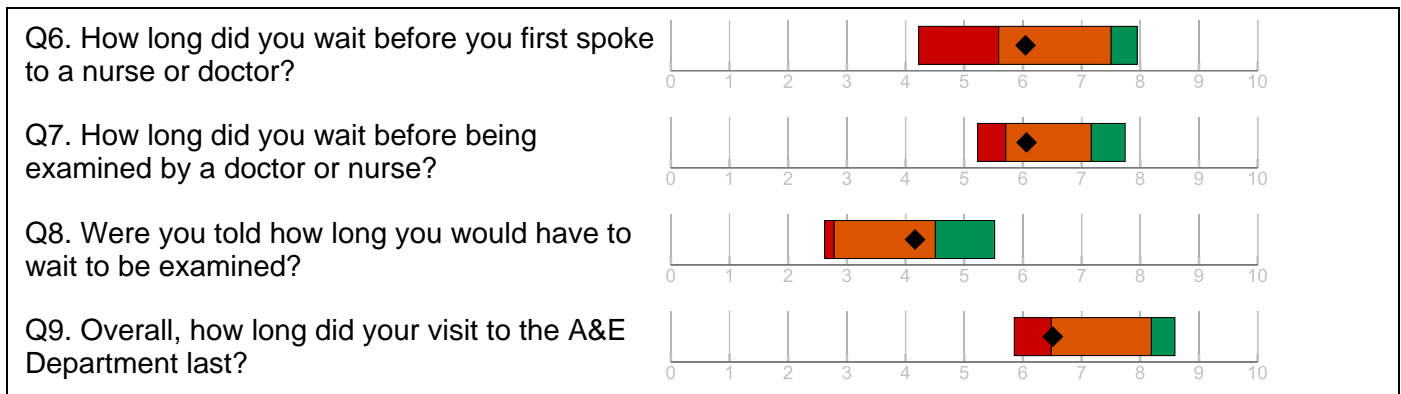 Q6. How long did you wait before you first spoke
to a nurse or doctor?
0 1 2 3 4 5 6 7 8 9 10
Q7. How long did you wait before being
examined by a doctor or nurse?
0 1 2 3 4 5 6 7 8 9 10
Q8. Were you told how long you would have to
wait to be examined?
0 1 2 3 4 5 6 7 8 9 10
Q9. Overall, how long did your visit to the A&E
Department last?
0 1 2 3 4 5 6 7 8 9 10